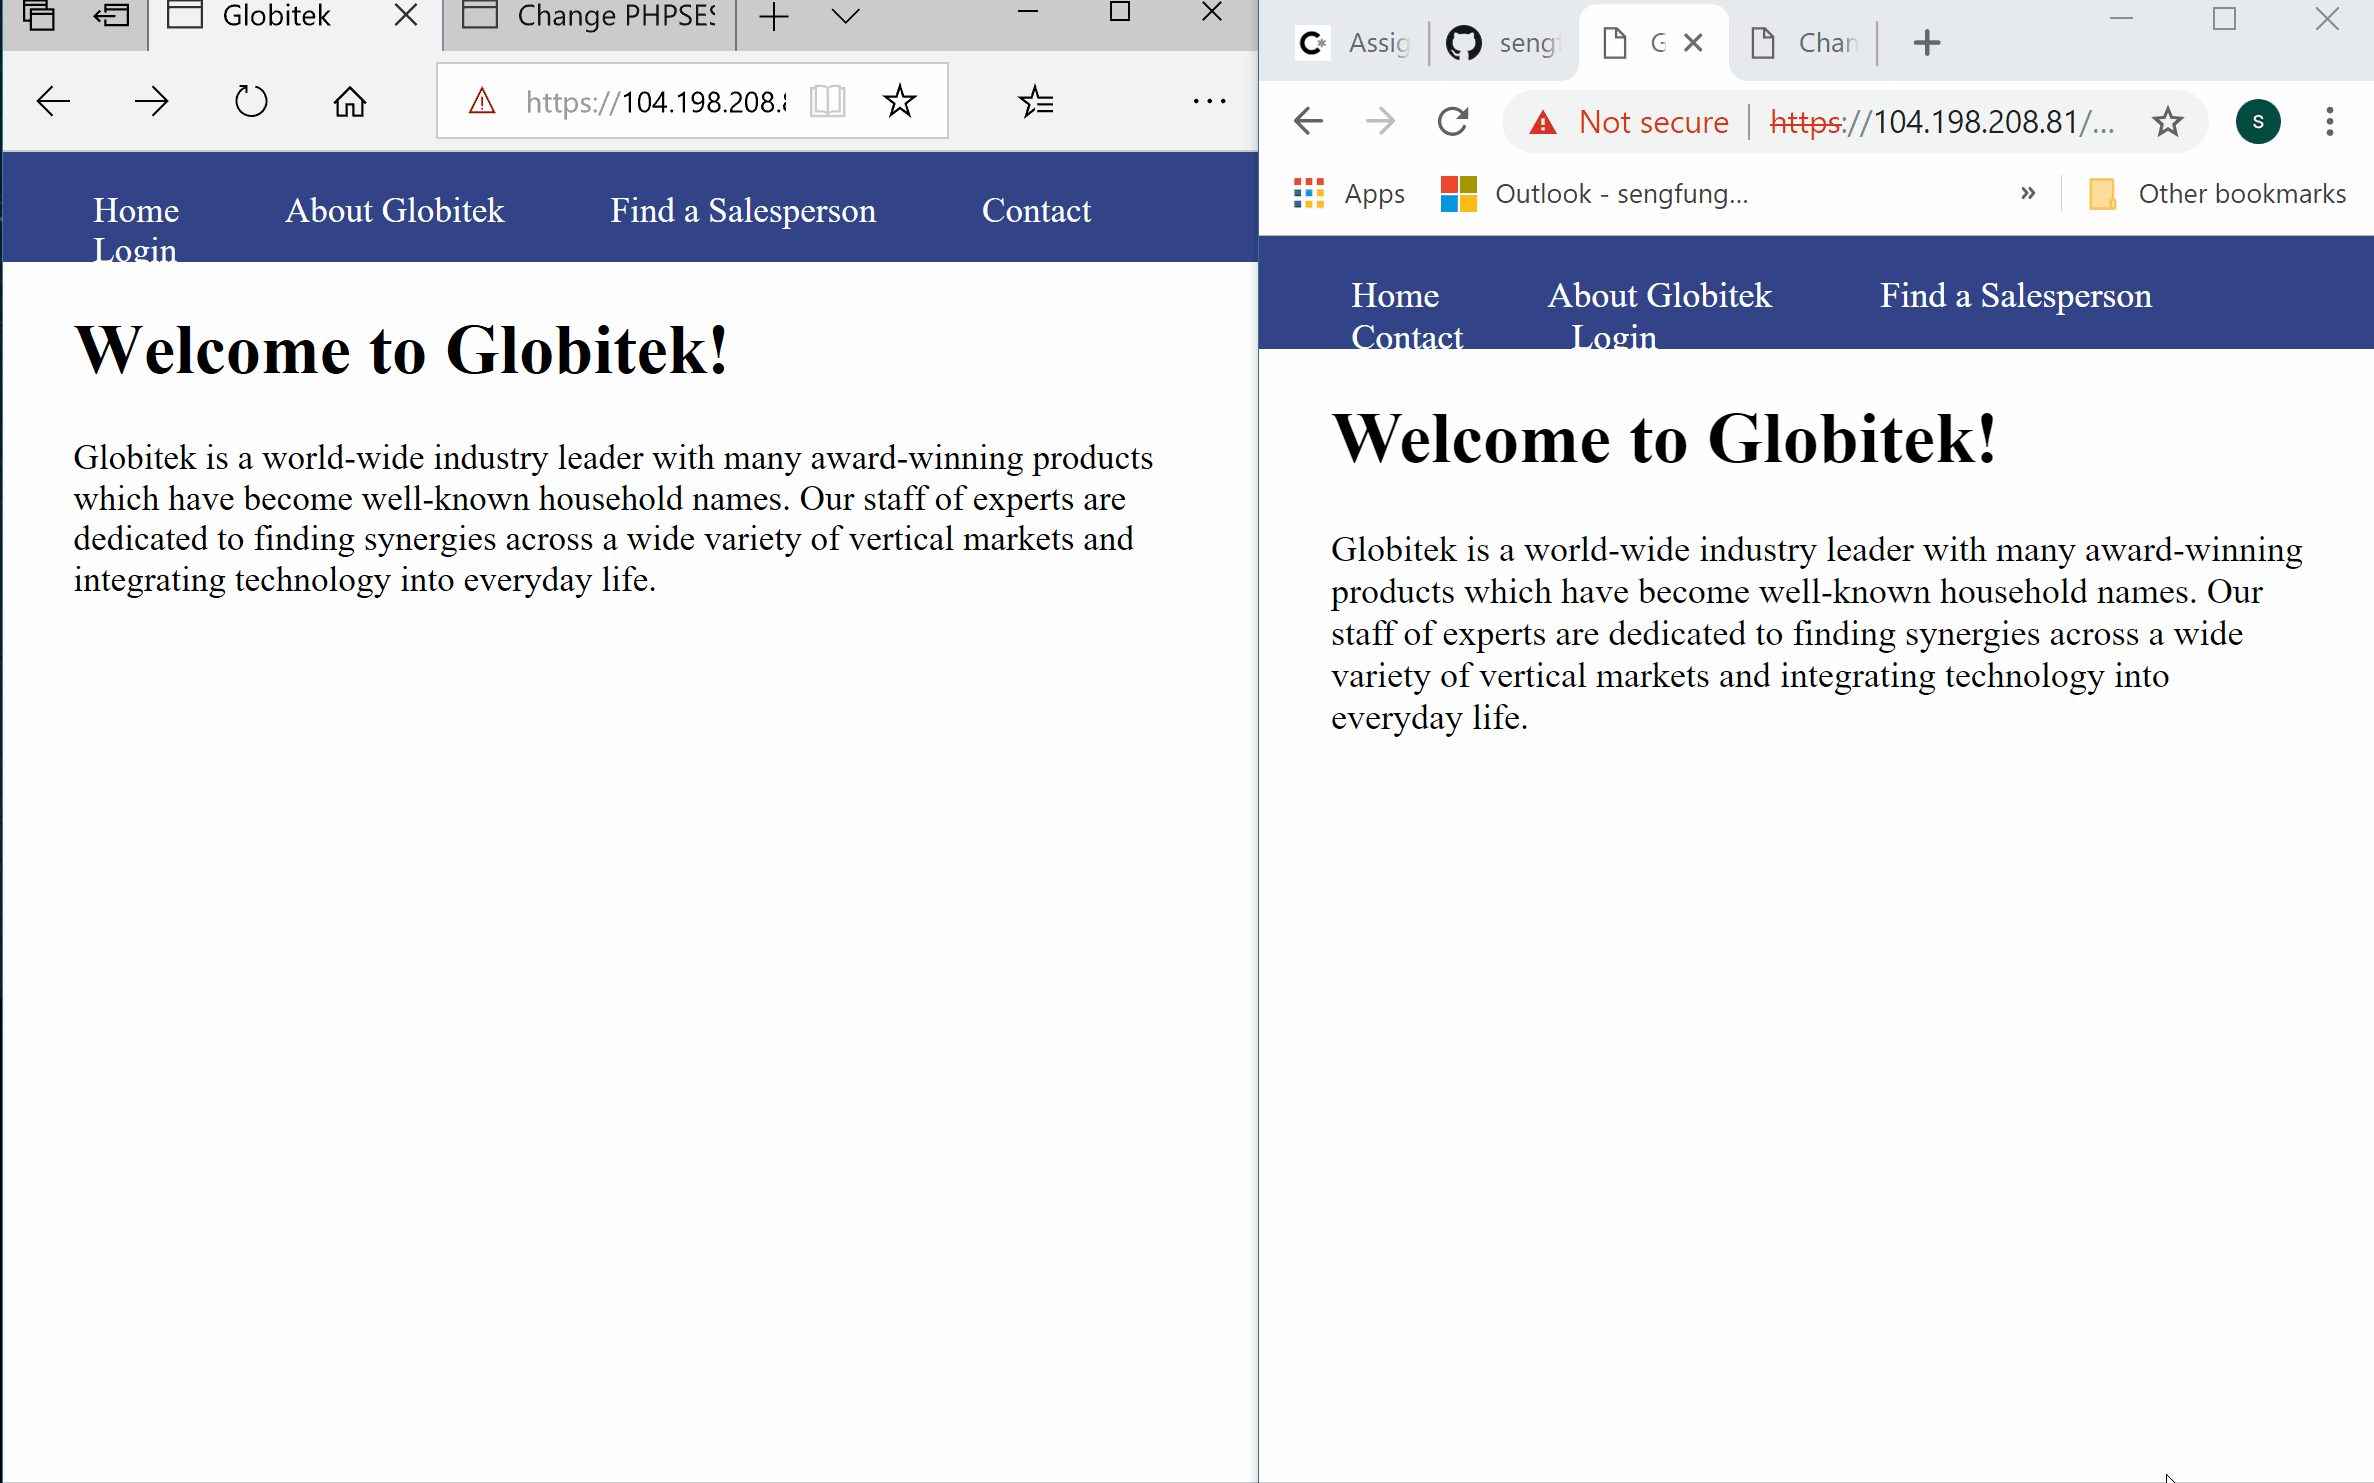 Globitek
Change PHPSES
https://104.198.208.8
Home About Globitek Find a Salesperson Contact
Login
Welcome to Globitek!
Globitek is a world-wide industry leader with many award-winning products
which have become well-known household names. Our staff of experts are
dedicated to finding synergies across a wide variety of vertical markets and
integrating technology into everyday life.
Assig
sengf
G
Chan
Not secure
https://104.198.208.81/...
s
Apps
Outlook - sengfung...
»
Other bookmarks
Home About Globitek Find a Salesperson
Contact Login
Welcome to Globitek!
Globitek is a world-wide industry leader with many award-winning
products which have become well-known household names. Our
staff of experts are dedicated to finding synergies across a wide
variety of vertical markets and integrating technology into
everyday life.